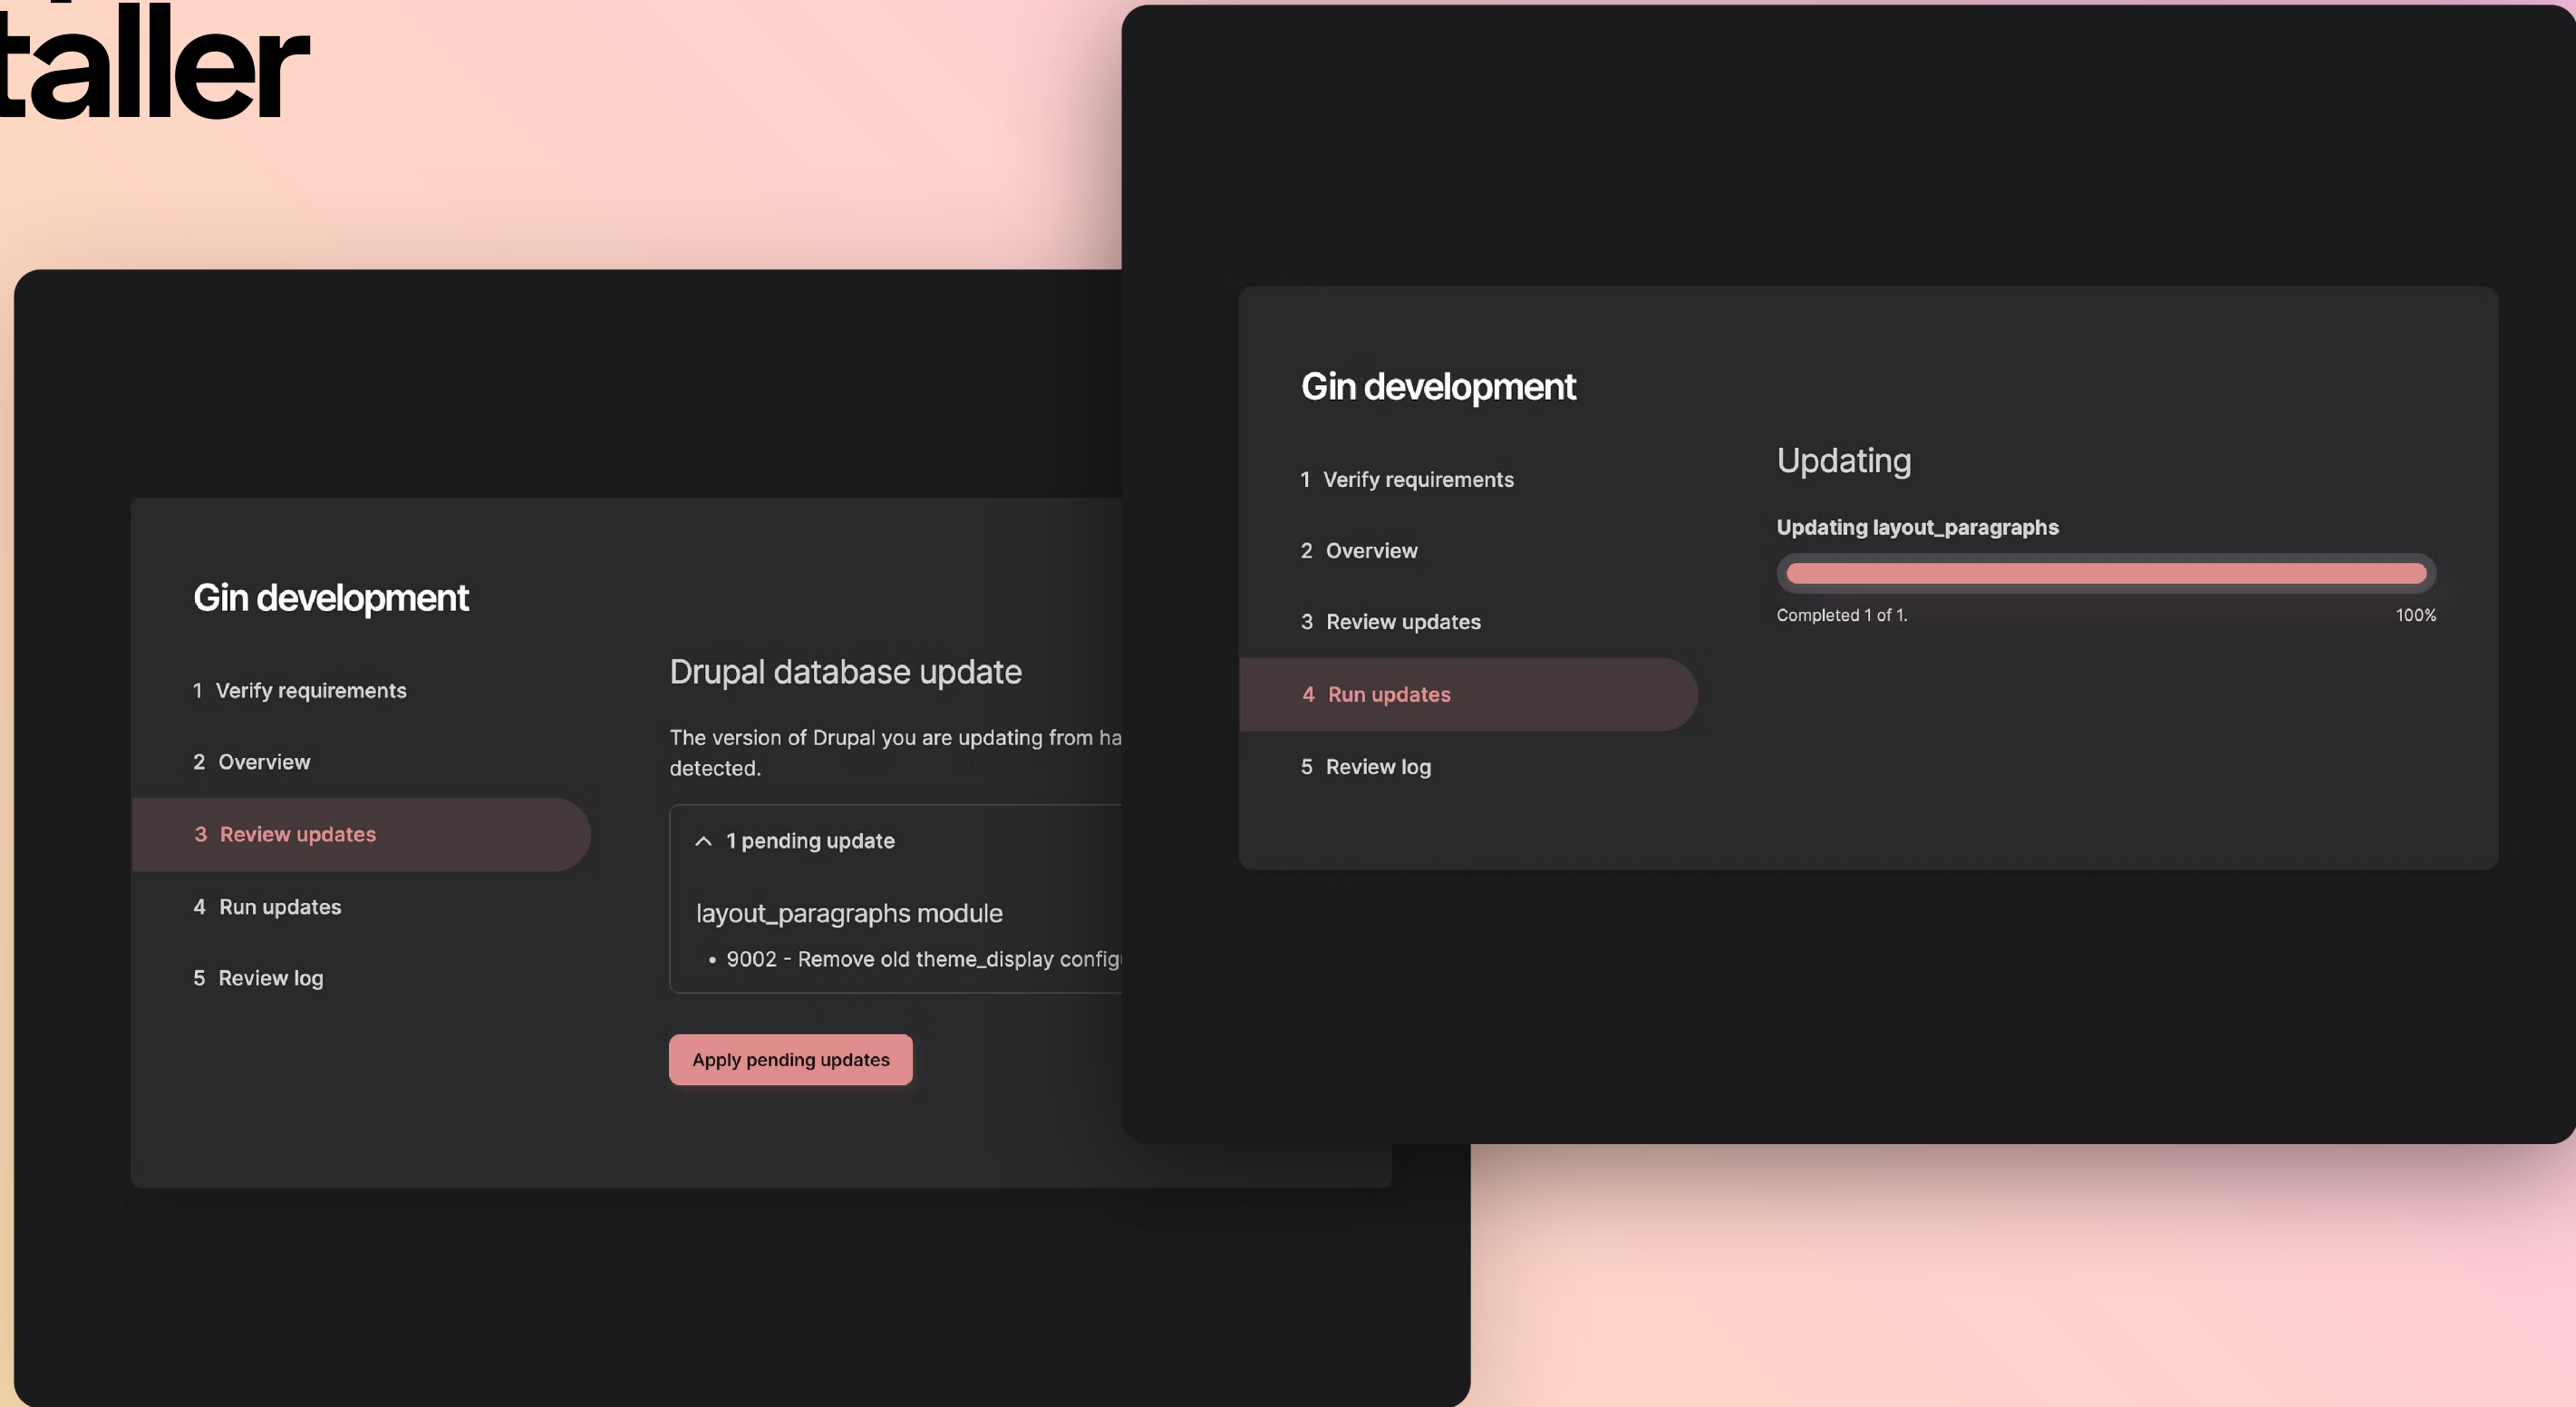 taller
Gin development
1 Verify requirements
2 Overview
3 Review updates
4 Run updates
5 Review log
Drupal database update
The version of Drupal you are updating from
detected.
1 pending update
layout_paragraphs module
• 9002 - Remove old theme_display
Apply pending updates
Gin development
1 Verify requirements
2 Overview
3 Review updates
4 Run updates
5 Review log
Updating
Updating layout_paragraphs
Completed 1 of 1.
100%